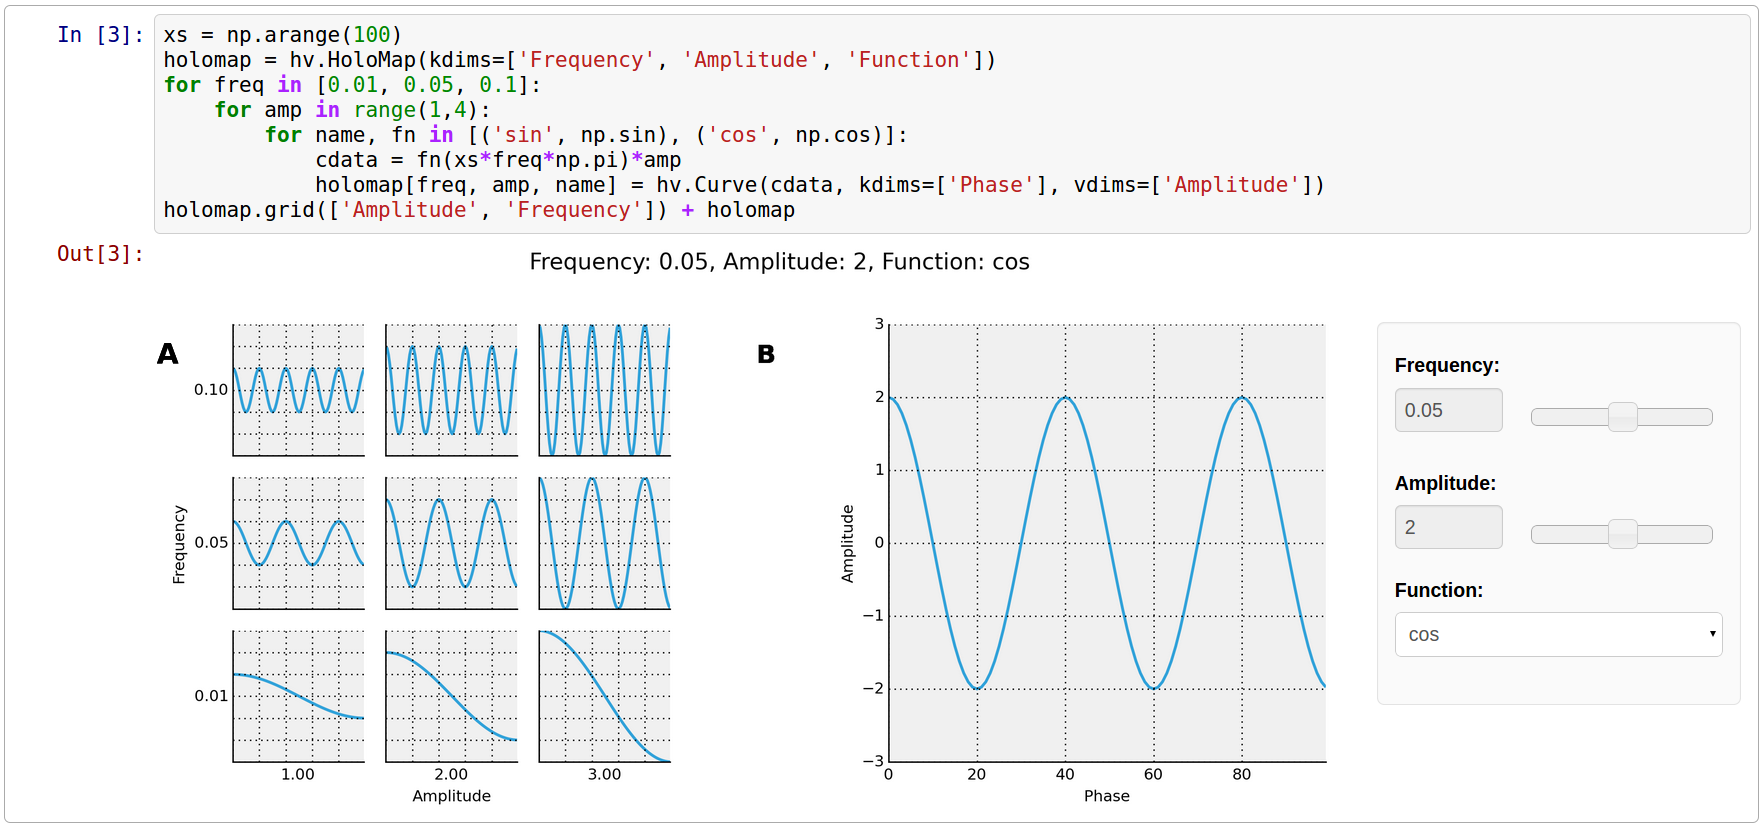 In [3]:
xs = np.arange(100)
holomap = hv.HoloMap(kdims=['Frequency', 'Amplitude', 'Function'])
for freq in [0.01, 0.05, 0.1]:
    for amp in range(1,4):
        for name, fn in [('sin', np.sin), ('cos', np.cos)]:
            cdata = fn(xs*freq*np.pi)*amp
            holomap[freq, amp, name] = hv.Curve(cdata, kdims=['Phase'], vdims=['Amplitude'])
holomap.grid(['Amplitude', 'Frequency']) + holomap
Out[3]:
Frequency: 0.05, Amplitude: 2, Function: cos
A
0.10
0.05
0.01
Frequency
1.00 2.00 3.00
Amplitude
B
3
2
1
0
−1
−2
−3
Amplitude
0 20 40 60 80
Phase
Frequency:
0.05
Amplitude:
2
Function:
cos